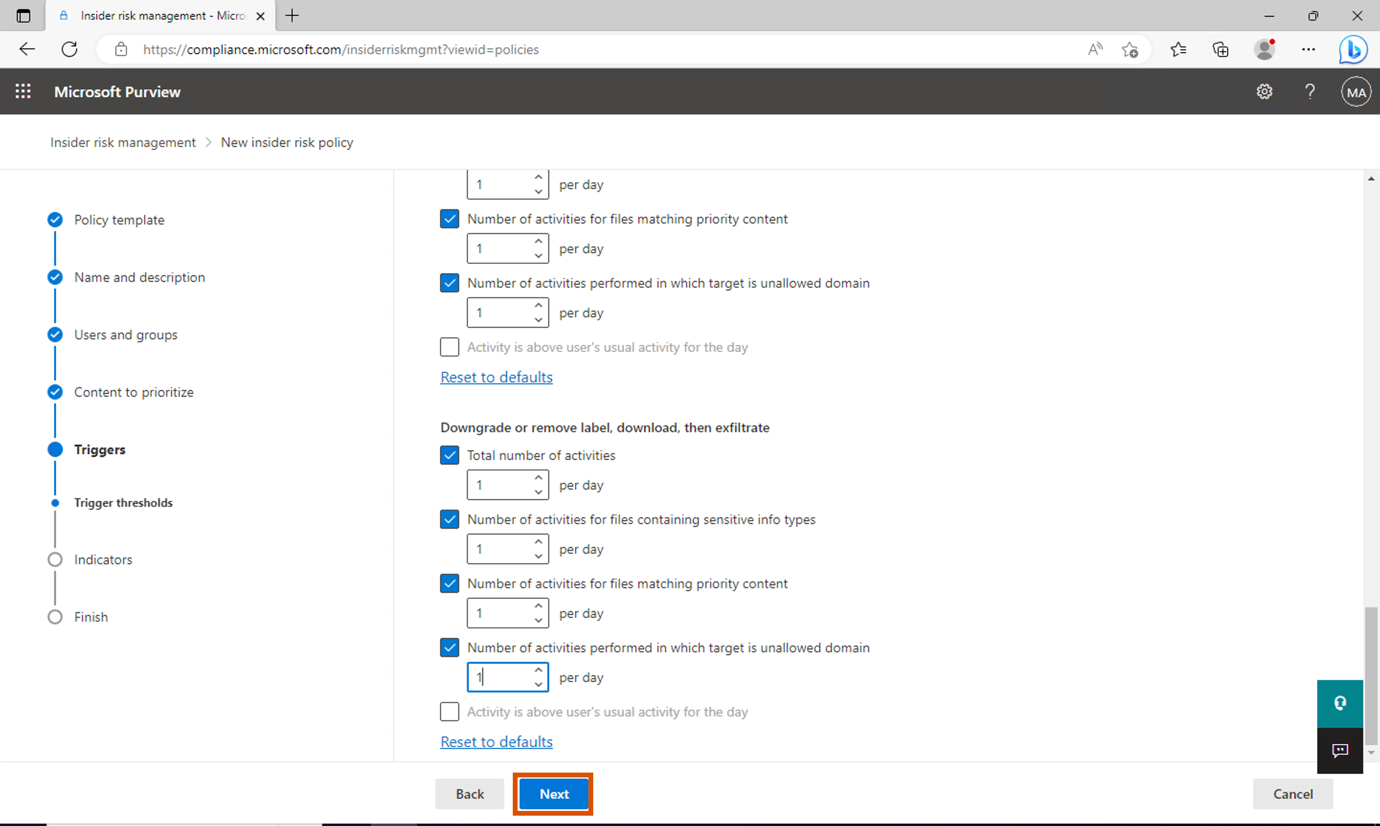 Insider risk management - Micro
https://compliance.microsoft.com/insiderriskmgmt?viewid=policies
Microsoft Purview
?
MA
Insider risk management > New insider risk policy
Policy template
Name and description
Users and groups
Content to prioritize
Triggers
Trigger thresholds
Indicators
Finish
1 per day
Number of activities for files matching priority content
1 per day
Number of activities performed in which target is unallowed domain
1 per day
Activity is above user's usual activity for the day
Reset to defaults
Downgrade or remove label, download, then exfiltrate
Total number of activities
1 per day
Number of activities for files containing sensitive info types
1 per day
Number of activities for files matching priority content
1 per day
Number of activities performed in which target is unallowed domain
1 per day
Activity is above user's usual activity for the day
Reset to defaults
Back
Next
Cancel